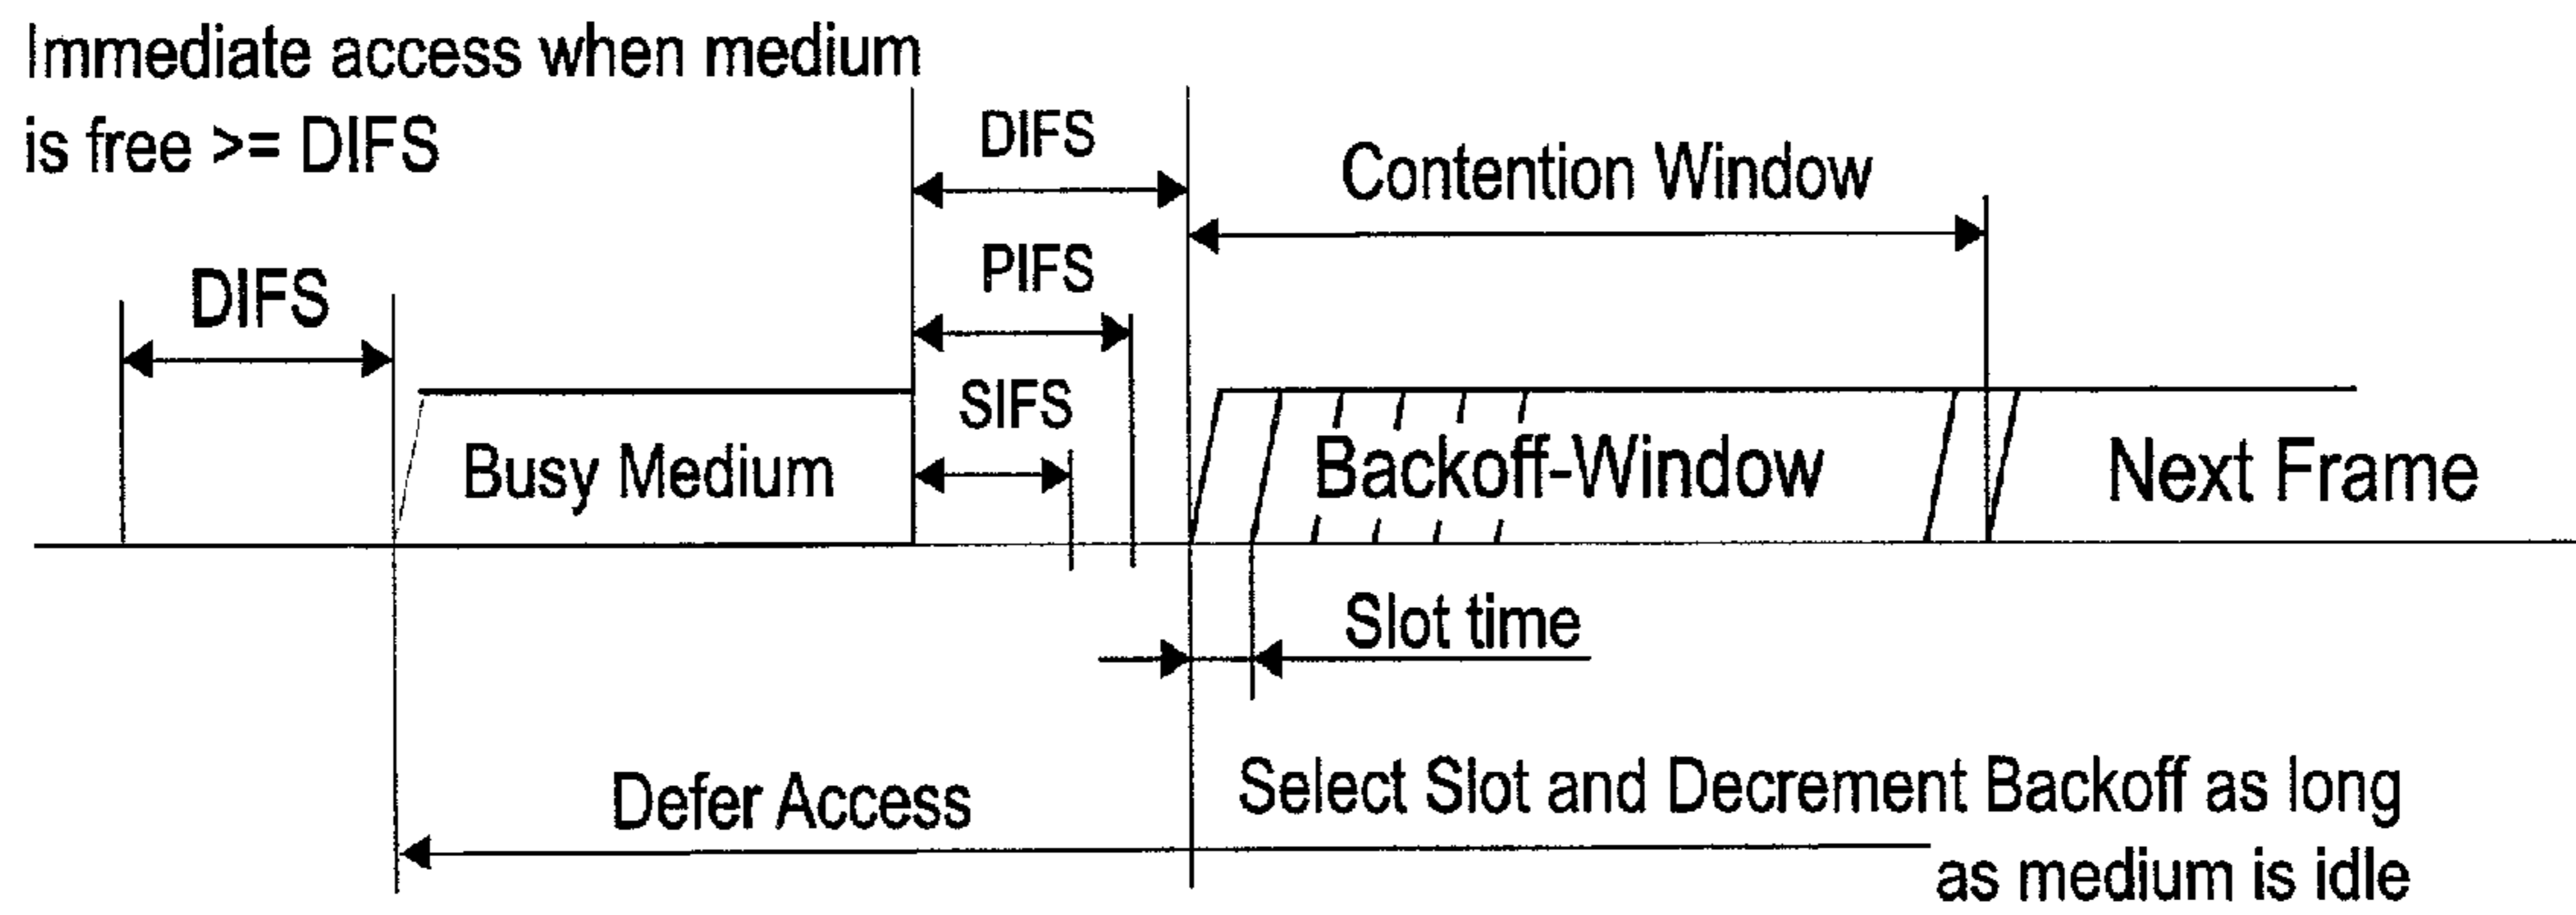 Immediate access when medium
is free >= DIFS
DIFS
DIFS
PIFS
SIFS
Contention Window
Busy Medium
Backoff-Window
Next Frame
Slot time
Defer Access
Select Slot and Decrement Backoff as long
as medium is idle